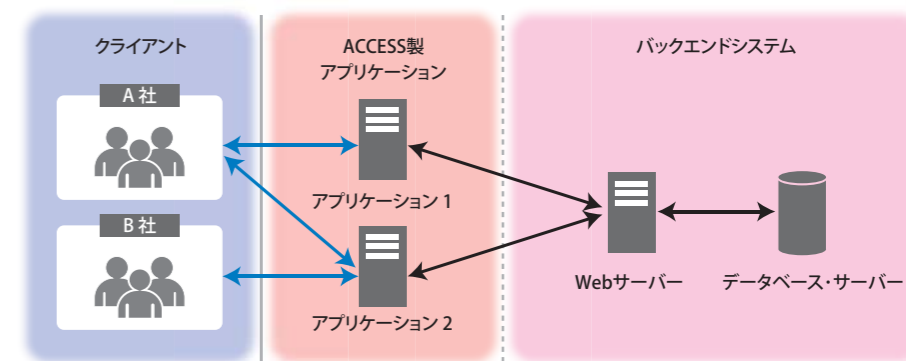 クライアント
A 社
B 社
ACCESS製
アプリケーション
アプリケーション 1
アプリケーション 2
バックエンドシステム
Webサーバー
データベース・サーバー